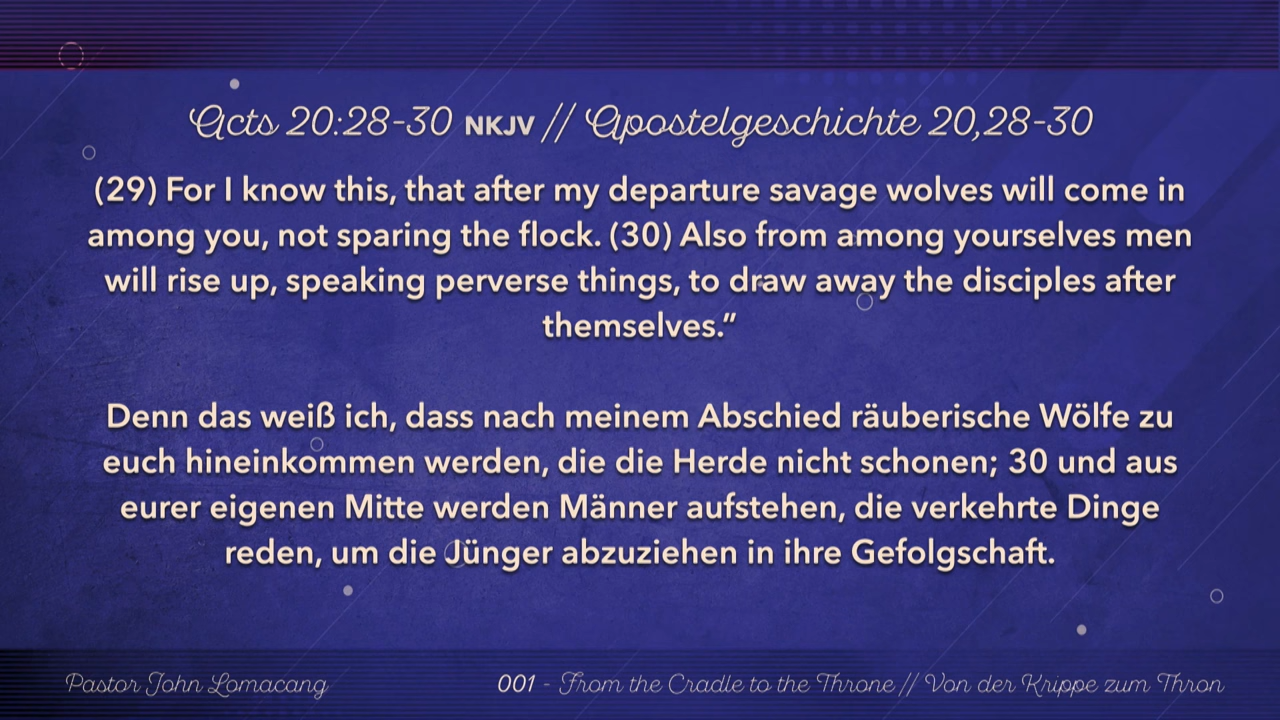 Acts 20:28-30 NKJV // Apostelgeschichte 20,28-30
(29) For I know this, that after my departure savage wolves will come in
among you, not sparing the flock. (30) Also from among yourselves men
will rise up, speaking perverse things, to draw away the disciples after
themselves.”
Denn das weiß ich, dass nach meinem Abschied räuberische Wölfe zu
euch hineinkommen werden, die die Herde nicht schonen; 30 und aus
eurer eigenen Mitte werden Männer aufstehen, die verkehrte Dinge
reden, um die Jünger abzuziehen in ihre Gefolgschaft.
Pastor John Lomacang
001 - From the Cradle to the Throne // Von der Krippe zum Thron